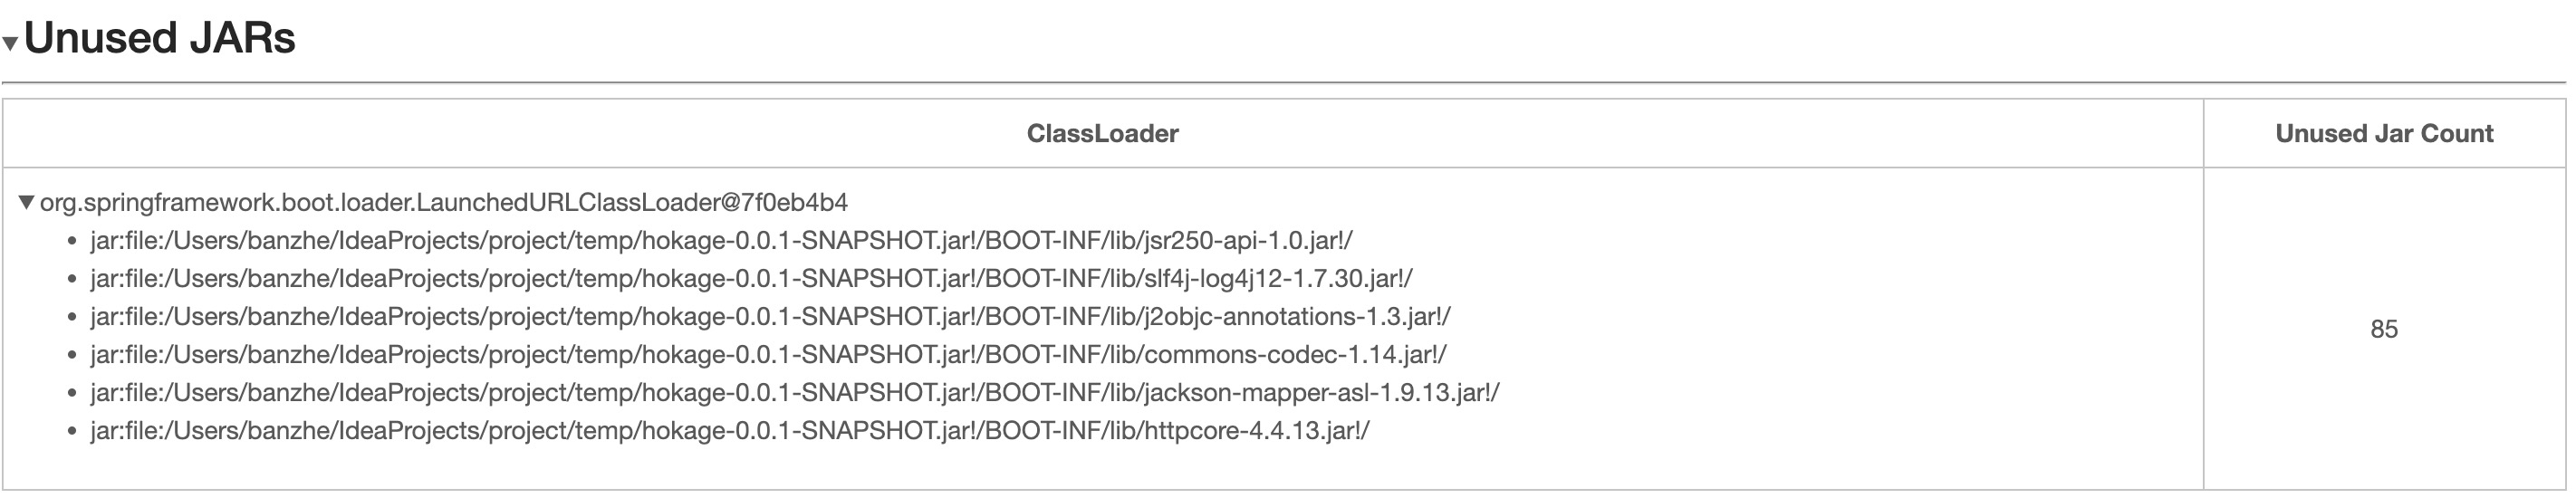 Unused JARs
ClassLoader
Unused Jar Count
org.springframework.boot.loader.LaunchedURLClassLoader@7f0eb4b4
jar:file:/Users/banzhe/IdeaProjects/project/temp/hokage-0.0.1-SNAPSHOT.jar!/BOOT-INF/lib/jsr250-api-1.0.jar!/
jar:file:/Users/banzhe/IdeaProjects/project/temp/hokage-0.0.1-SNAPSHOT.jar!/BOOT-INF/lib/slf4j-log4j12-1.7.30.jar!/
jar:file:/Users/banzhe/IdeaProjects/project/temp/hokage-0.0.1-SNAPSHOT.jar!/BOOT-INF/lib/j2objc-annotations-1.3.jar!/
jar:file:/Users/banzhe/IdeaProjects/project/temp/hokage-0.0.1-SNAPSHOT.jar!/BOOT-INF/lib/commons-codec-1.14.jar!/
jar:file:/Users/banzhe/IdeaProjects/project/temp/hokage-0.0.1-SNAPSHOT.jar!/BOOT-INF/lib/jackson-mapper-asl-1.9.13.jar!/
jar:file:/Users/banzhe/IdeaProjects/project/temp/hokage-0.0.1-SNAPSHOT.jar!/BOOT-INF/lib/httpcore-4.4.13.jar!/
85